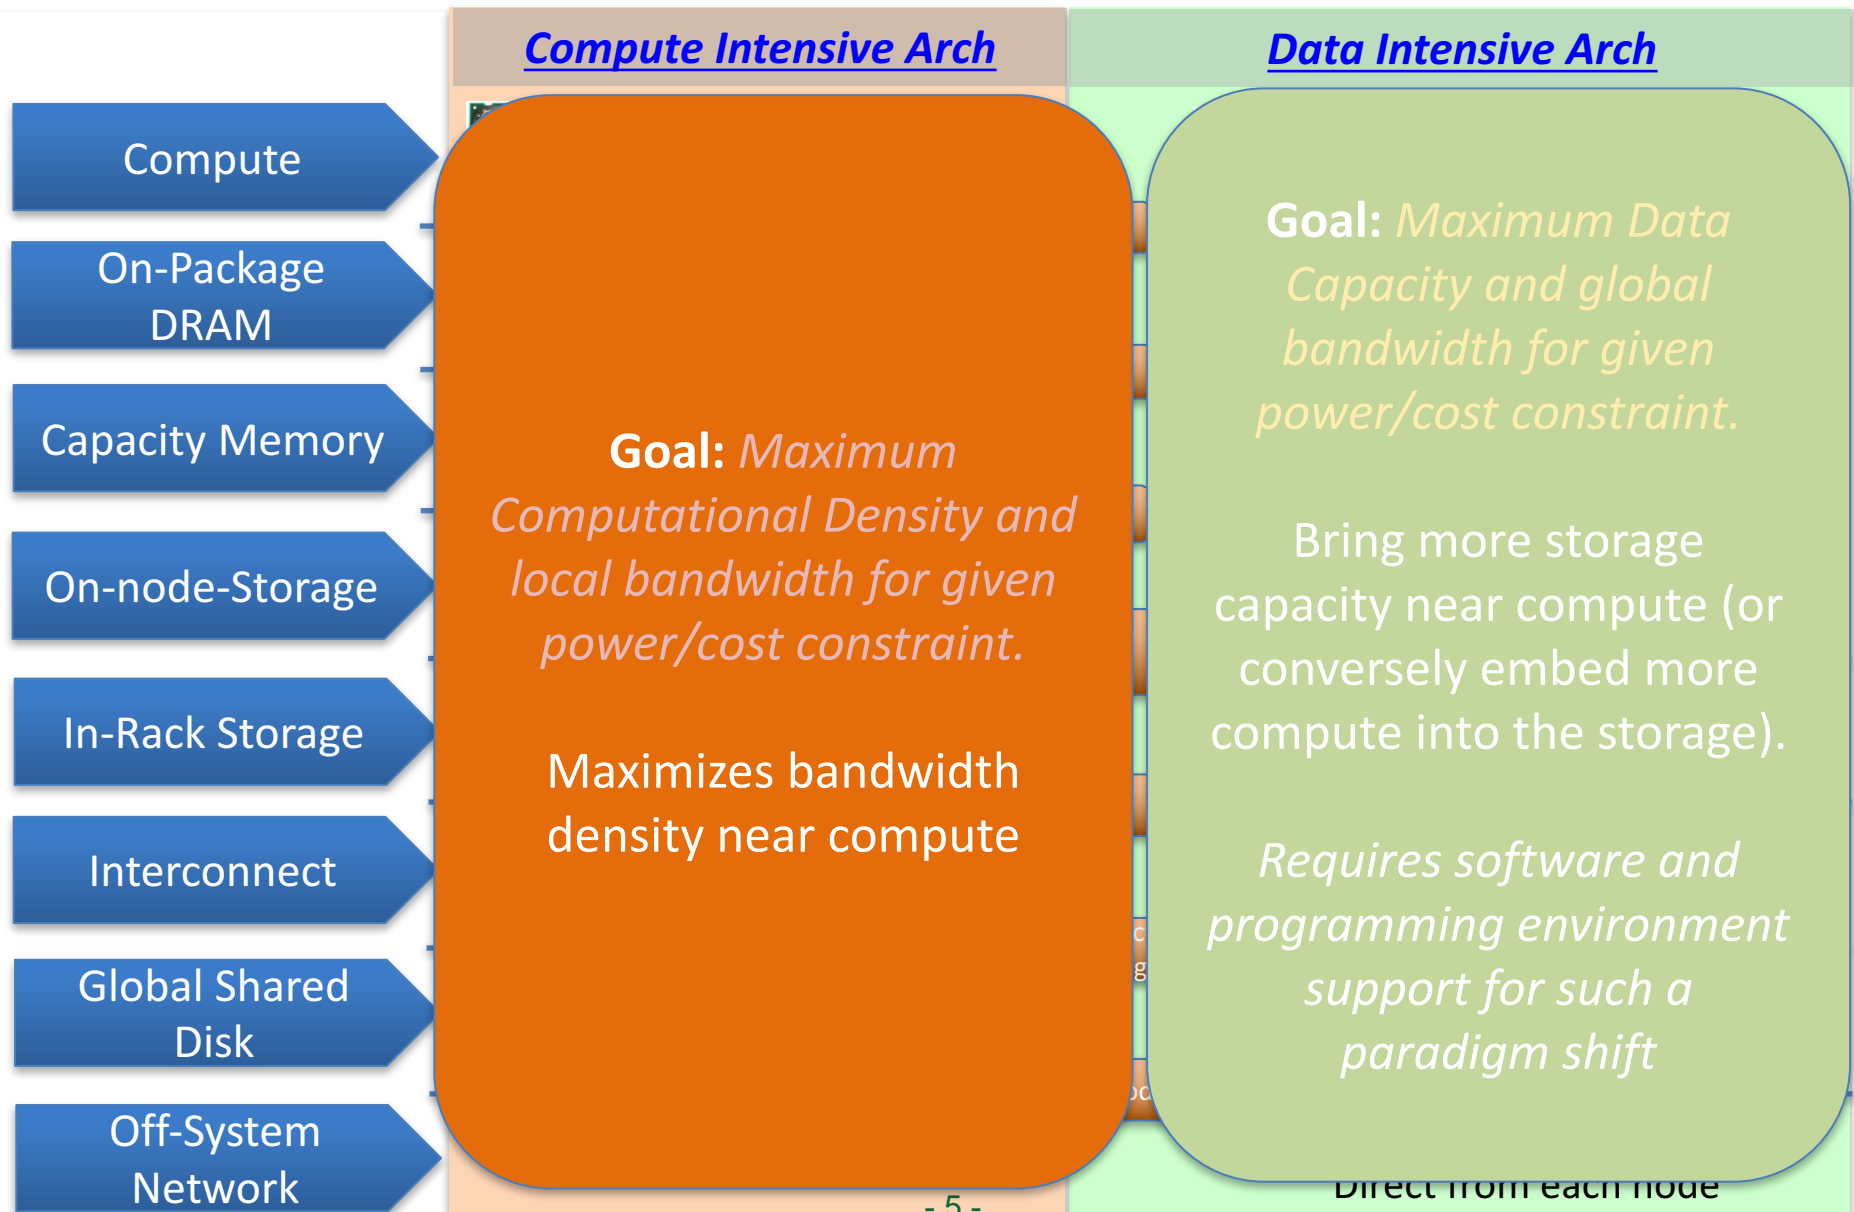 Compute Intensive Arch
Data Intensive Arch
Compute
On-Package
DRAM
Capacity Memory
On-node-Storage
In-Rack Storage
Interconnect
Global Shared
Disk
Off-System
Network
Goal: Maximum
Computational Density and
local bandwidth for given
power/cost constraint.
Maximizes bandwidth
density near compute
Goal: Maximum Data
Capacity and global
bandwidth for given
power/cost constraint.
Bring more storage
capacity near compute (or
conversely embed more
compute into the storage).
Requires software and
programming environment
support for such a
paradigm shift
Direct from each node
- 5 -